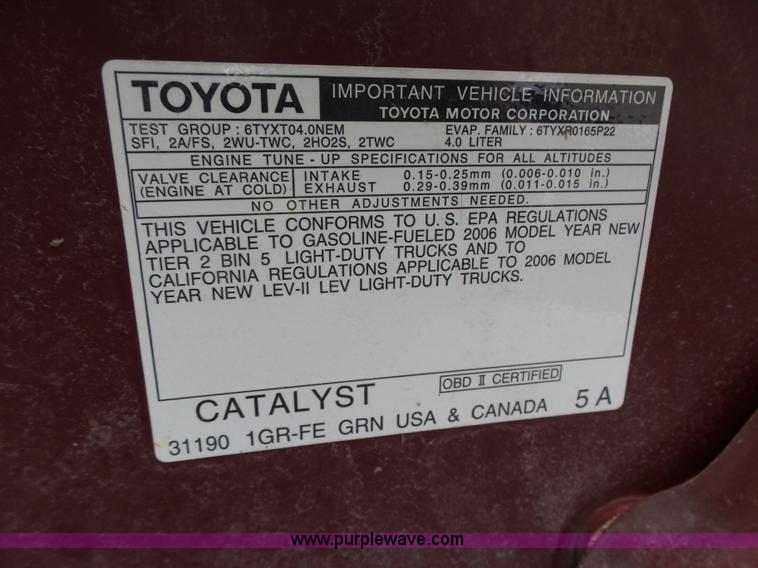 TOYOTA
IMPORTANT VEHICLE INFORMATION
TOYOTA MOTOR CORPORATION
TEST GROUP : 6TYXT04.0NEM EVAP. FAMILY : 6TYXR0165P22
SFI, 2A/FS, 2WU-TWC, 2HO2S, 2TWC 4.0 LITER
ENGINE TUNE - UP SPECIFICATIONS FOR ALL ALTITUDES
VALVE CLEARANCE INTAKE 0.15-0.25mm (0.006-0.010 in.)
(ENGINE AT COLD) EXHAUST 0.29-0.39mm (0.011-0.015 in.)
NO OTHER ADJUSTMENTS NEEDED.
THIS VEHICLE CONFORMS TO U.S. EPA REGULATIONS
APPLICABLE TO GASOLINE-FUELED 2006 MODEL YEAR NEW
TIER 2 BIN 5 LIGHT-DUTY TRUCKS AND TO
CALIFORNIA REGULATIONS APPLICABLE TO 2006 MODEL
YEAR NEW LEV-II LEV LIGHT-DUTY TRUCKS.
OBD II CERTIFIED
CATALYST
31190 1GR-FE GRN USA & CANADA 5 A
www.purplewave.com